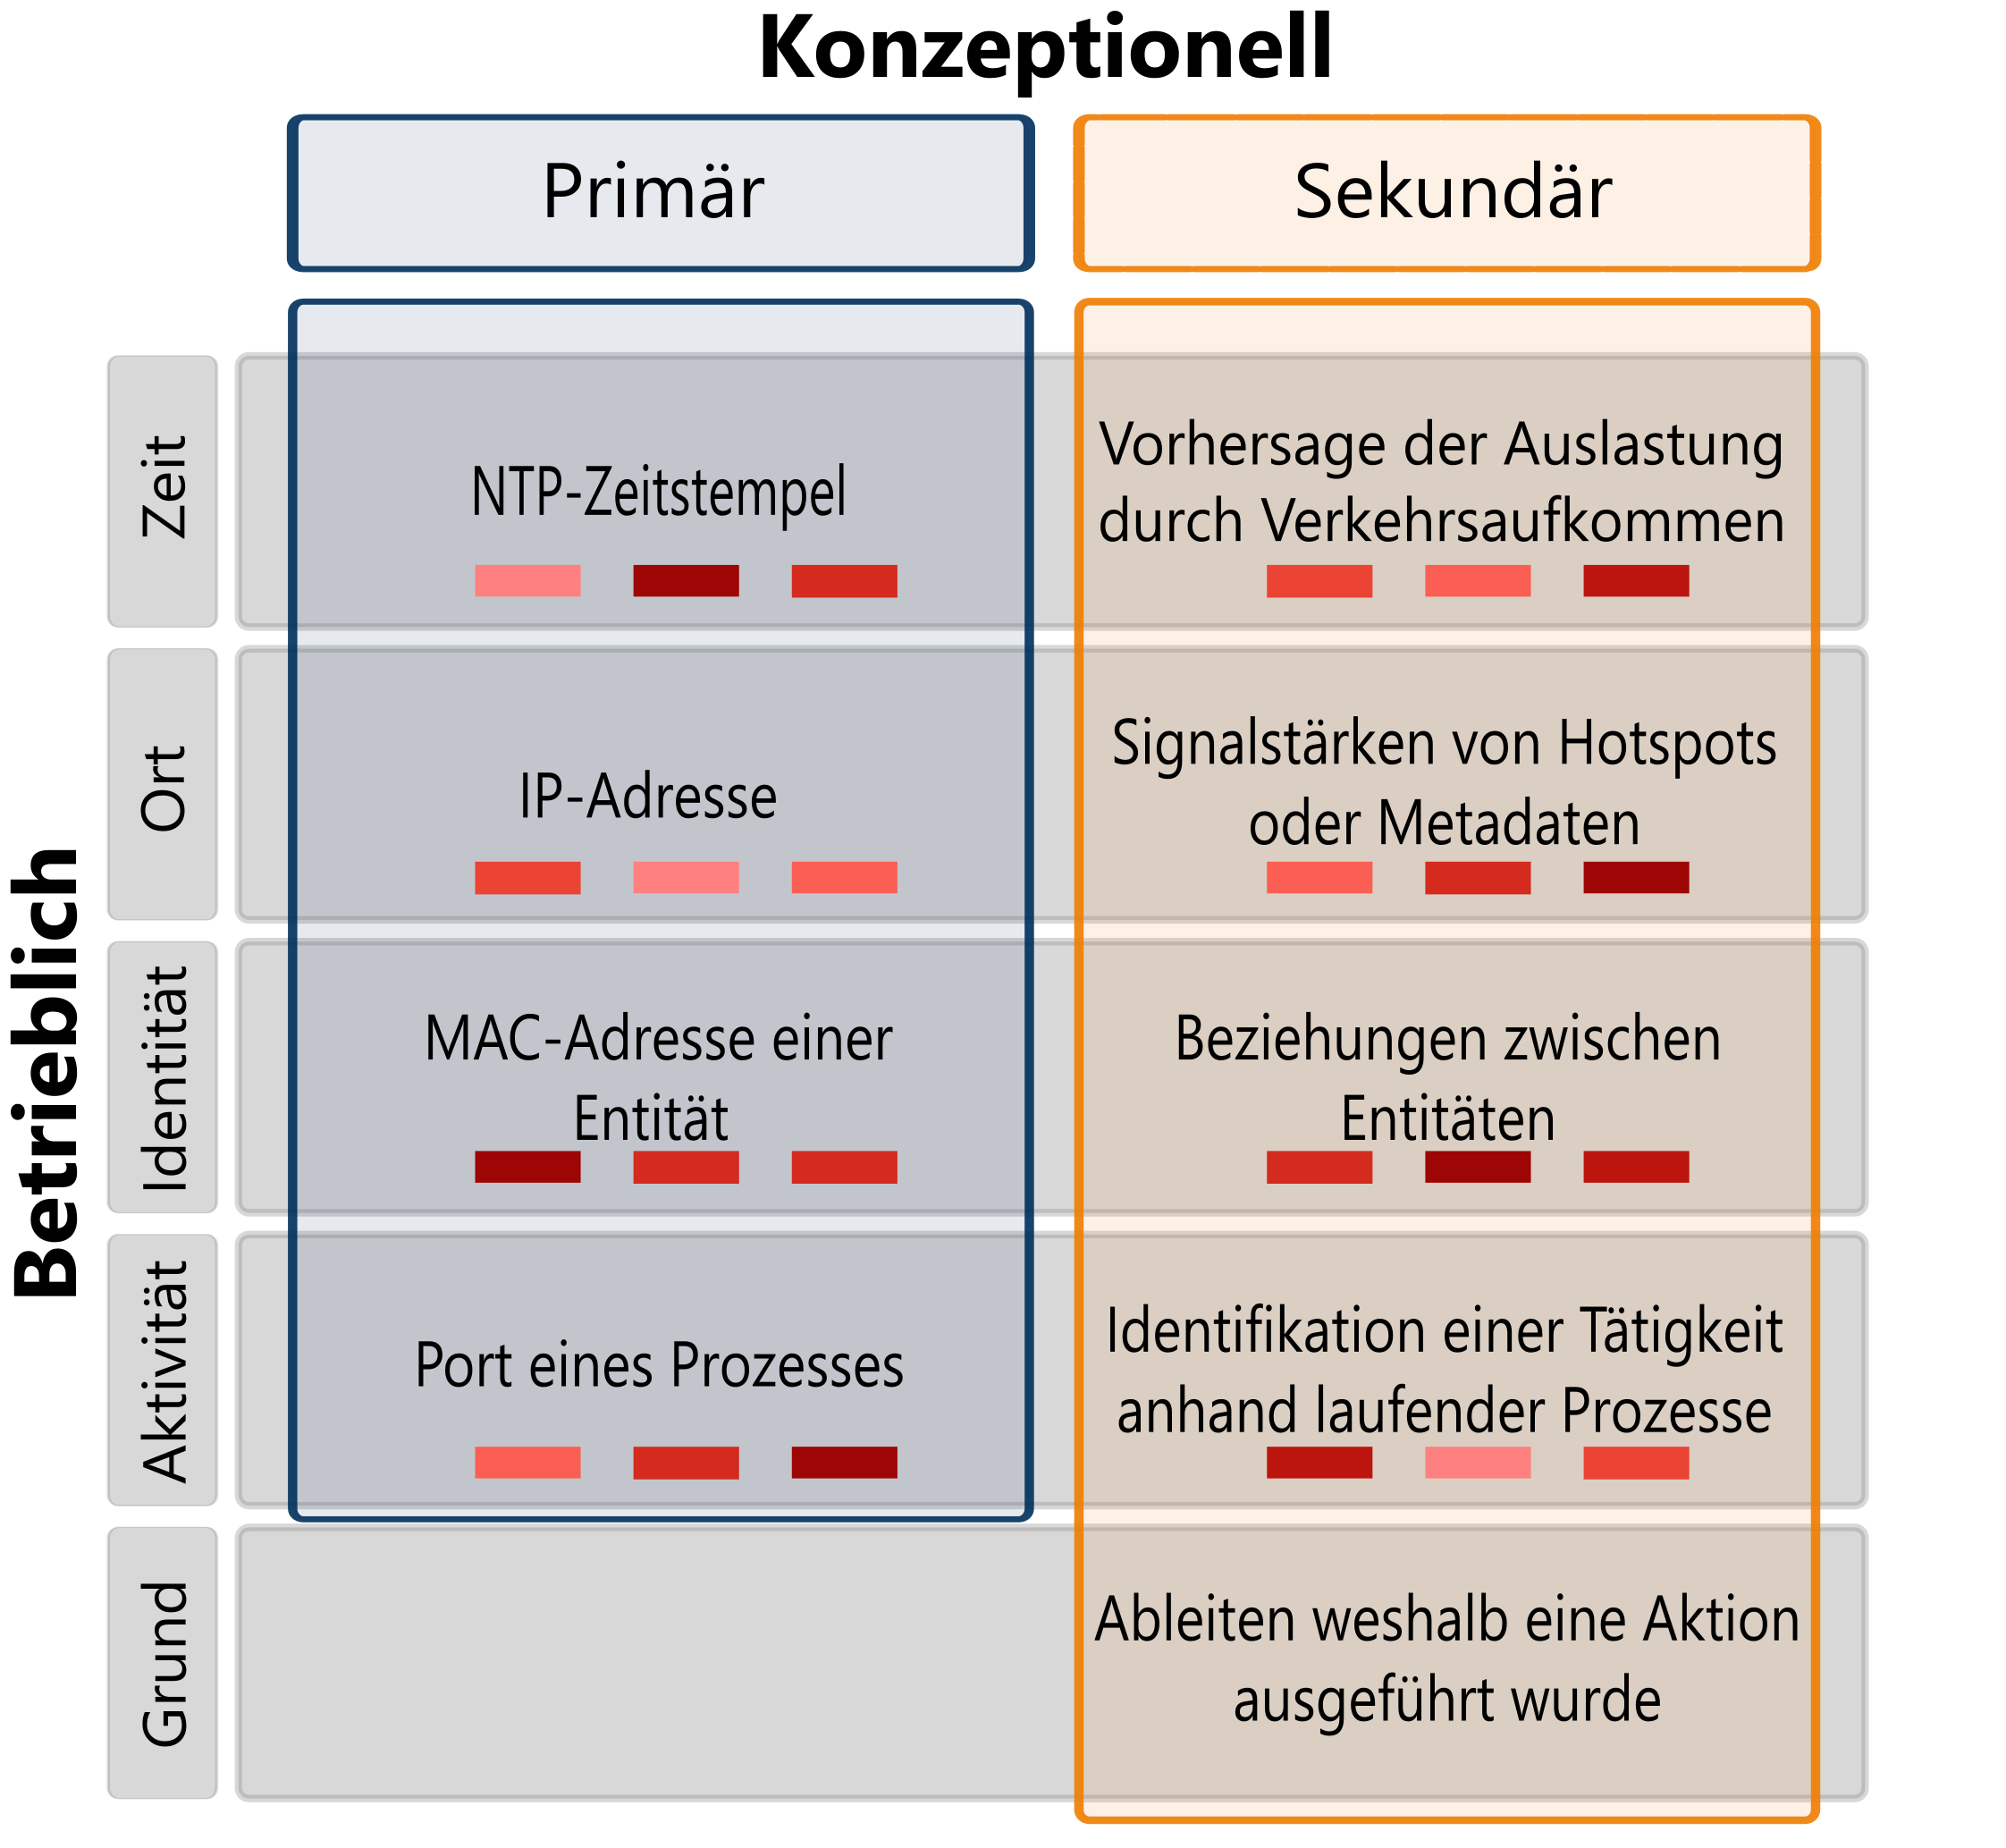 Konzeptionell
Primär
Sekundär
Betrieblich
Zeit
NTP-Zeitstempel
Vorhersage der Auslastung
durch Verkehrsaufkommen
Ort
IP-Adresse
Signalstärken von Hotspots
oder Metadaten
Identität
MAC-Adresse einer
Entität
Beziehungen zwischen
Entitäten
Aktivität
Port eines Prozesses
Identifikation einer Tätigkeit
anhand laufender Prozesse
Grund
Ableiten weshalb eine Aktion
ausgeführt wurde